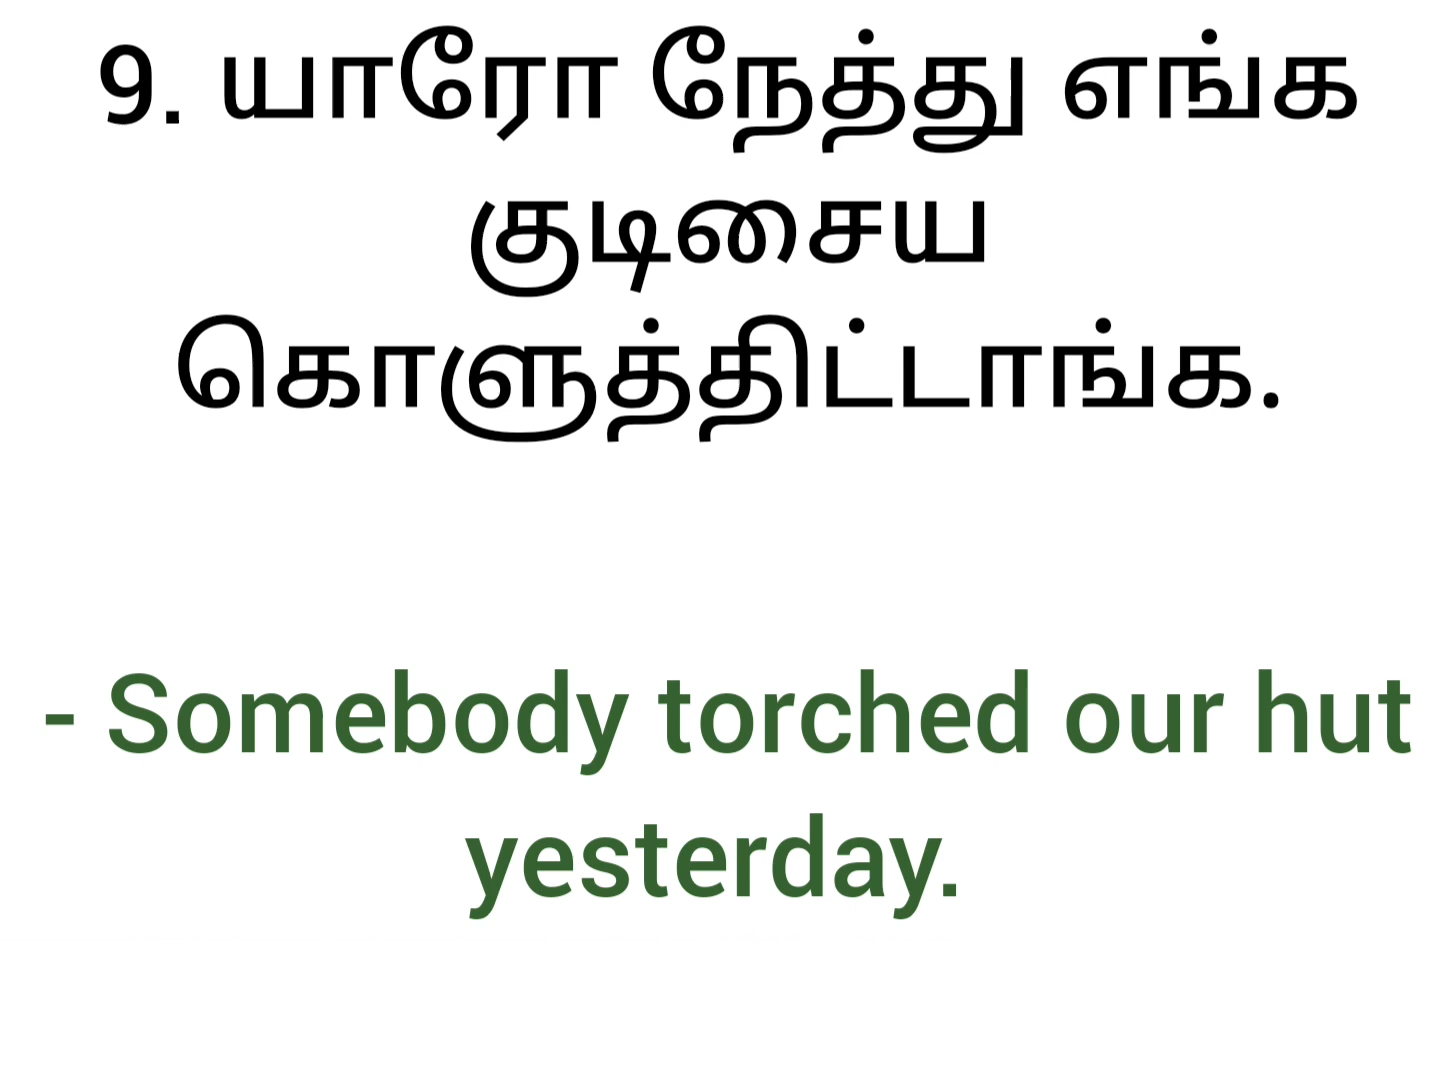 9. யாரோ நேத்து எங்க
குடிசைய
கொளுத்திட்டாங்க.
- Somebody torched our hut
yesterday.